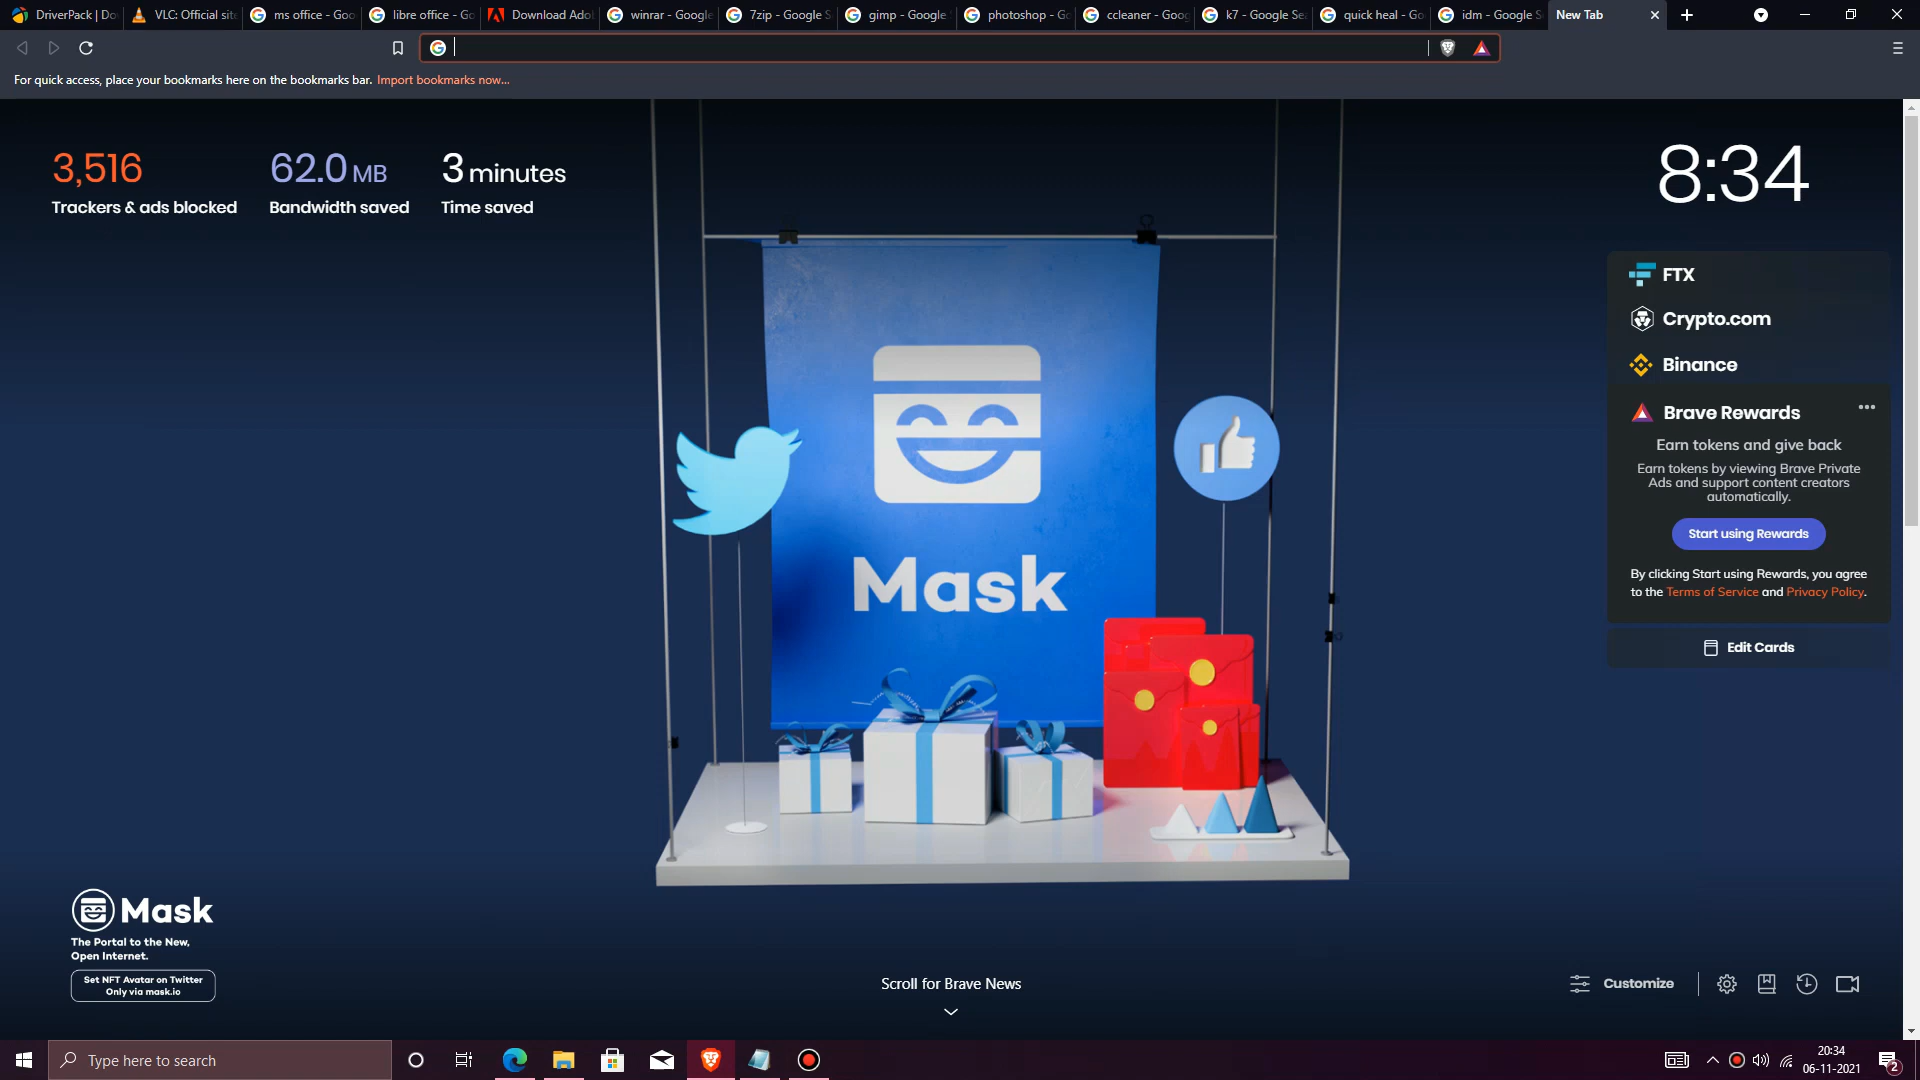 DriverPack | Do
VLC: Official site
ms office - Goo
libre office - Go
Download Adob
winrar - Google
7zip - Google S
gimp - Google
photoshop - Go
ccleaner - Goog
k7 - Google Sea
quick heal - Go
idm - Google S
New Tab
For quick access, place your bookmarks here on the bookmarks bar. Import bookmarks now...
3,516
Trackers & ads blocked
62.0 MB
Bandwidth saved
3 minutes
Time saved
8:34
FTX
Crypto.com
Binance
Brave Rewards
Earn tokens and give back
Earn tokens by viewing Brave Private
Ads and support content creators
automatically.
Start using Rewards
By clicking Start using Rewards, you agree
to the Terms of Service and Privacy Policy.
Edit Cards
Mask
Mask
The Portal to the New,
Open Internet.
Set NFT Avatar on Twitter
Only via mask.io
Scroll for Brave News
Customize
Type here to search
20:34
06-11-2021
2